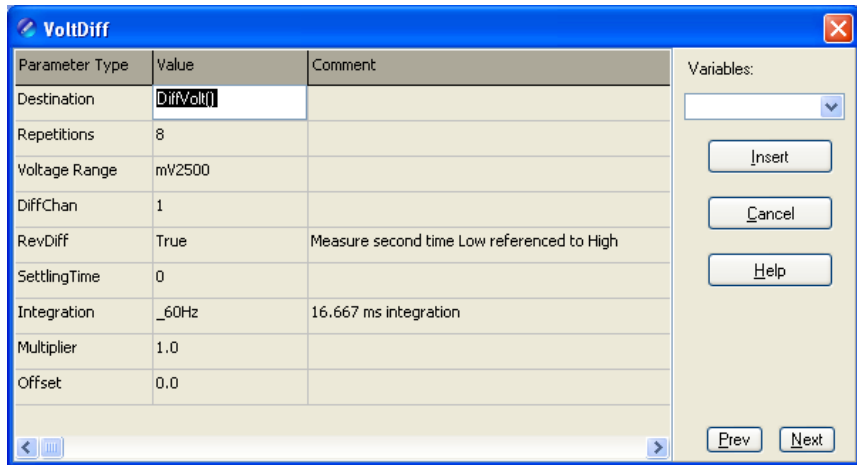 VoltDiff
Parameter Type Value Comment
Destination DiffVolt()
Repetitions 8
Voltage Range mV2500
DiffChan 1
RevDiff True Measure second time Low referenced to High
SettlingTime 0
Integration _60Hz 16.667 ms integration
Multiplier 1.0
Offset 0.0
Variables:
Insert
Cancel
Help
Prev Next